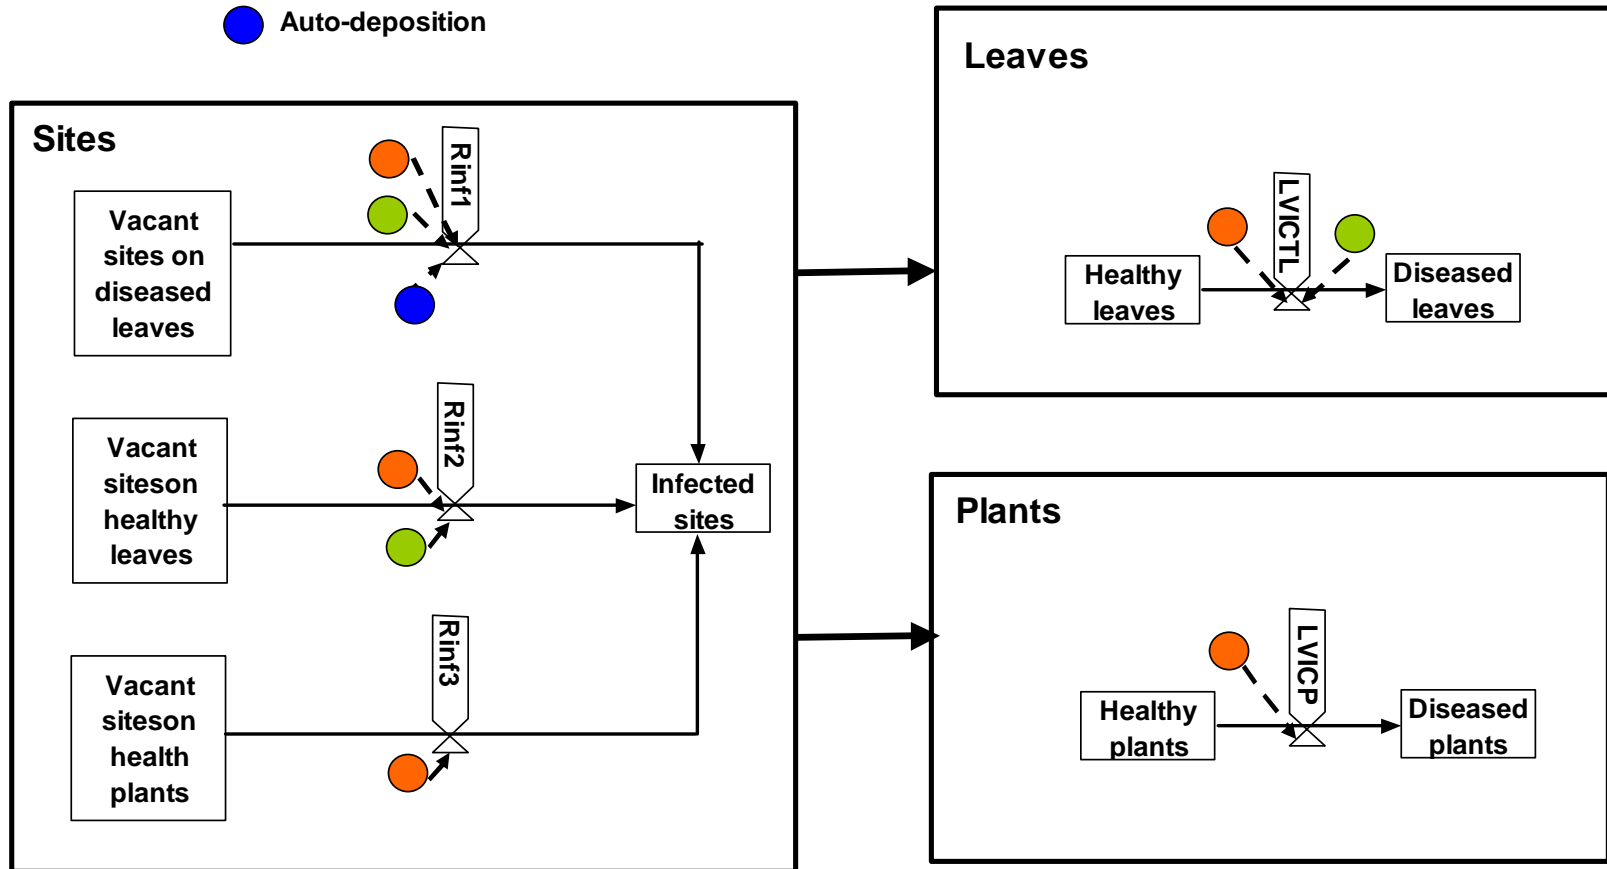 Auto-deposition
Sites
Vacant
sites on
diseased
leaves
Rinf1
Vacant
siteson
healthy
leaves
Rinf2
Infected
sites
Vacant
siteson
health
plants
Rinf3
Leaves
Healthy
leaves
LVICTL
Diseased
leaves
Plants
Healthy
plants
LVICP
Diseased
plants